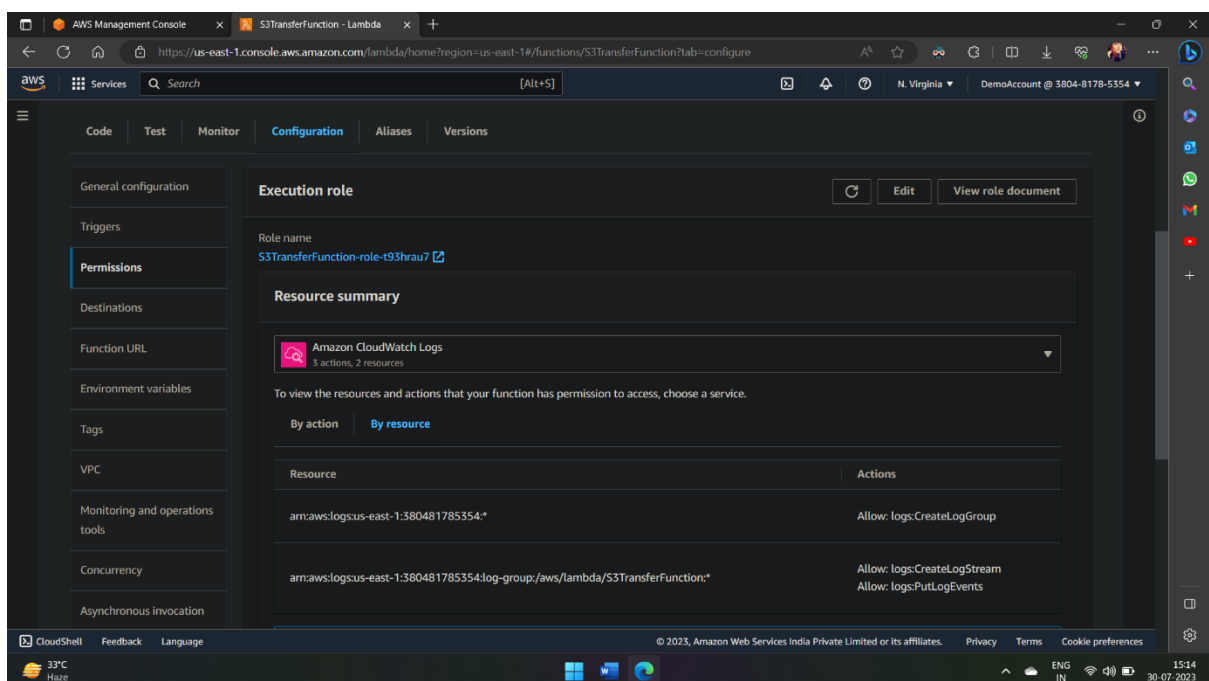 AWS Management Console
S3TransferFunction - Lambda
https://us-east-1.console.aws.amazon.com/lambda/home?region=us-east-1#/functions/S3TransferFunction?tab=configure
aws
Services
Search
[Alt+S]
N. Virginia
DemoAccount @ 3804-8178-5354
Code
Test
Monitor
Configuration
Aliases
Versions
General configuration
Triggers
Permissions
Destinations
Function URL
Environment variables
Tags
VPC
Monitoring and operations
tools
Concurrency
Asynchronous invocation
Execution role
Edit
View role document
Role name
S3TransferFunction-role-t93hrau7
Resource summary
Amazon CloudWatch Logs
3 actions, 2 resources
To view the resources and actions that your function has permission to access, choose a service.
By action
By resource
Resource
Actions
arn:aws:logs:us-east-1:380481785354:*
Allow: logs:CreateLogGroup
arn:aws:logs:us-east-1:380481785354:log-group:/aws/lambda/S3TransferFunction:*
Allow: logs:CreateLogStream
Allow: logs:PutLogEvents
CloudShell
Feedback
Language
© 2023, Amazon Web Services India Private Limited or its affiliates.
Privacy
Terms
Cookie preferences
33°C
Haze
ENG
IN
15:14
30-07-2023